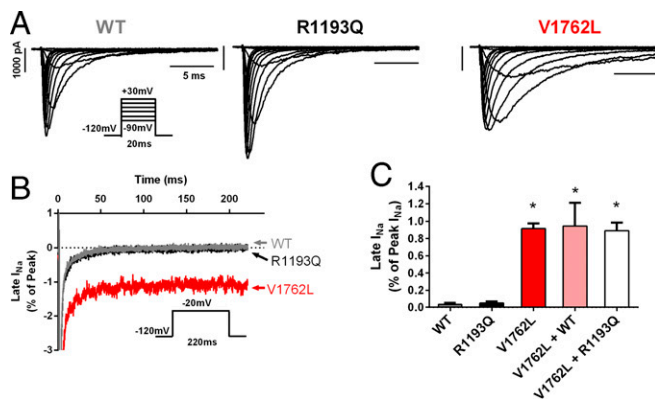 A
WT
R1193Q
V1762L
1000 pA
5 ms
+30mV
-120mV
-90mV
20ms
B
Time (ms)
0 50 100 150 200
Late INa
(% of Peak)
1
0
-1
-2
-3
WT
R1193Q
V1762L
-20mV
-120mV
220ms
C
Late INa
(% of Peak INa)
1.4
1.2
1.0
0.8
0.6
0.4
0.2
0.0
* * *
WT
R1193Q
V1762L
V1762L + WT
V1762L + R1193Q